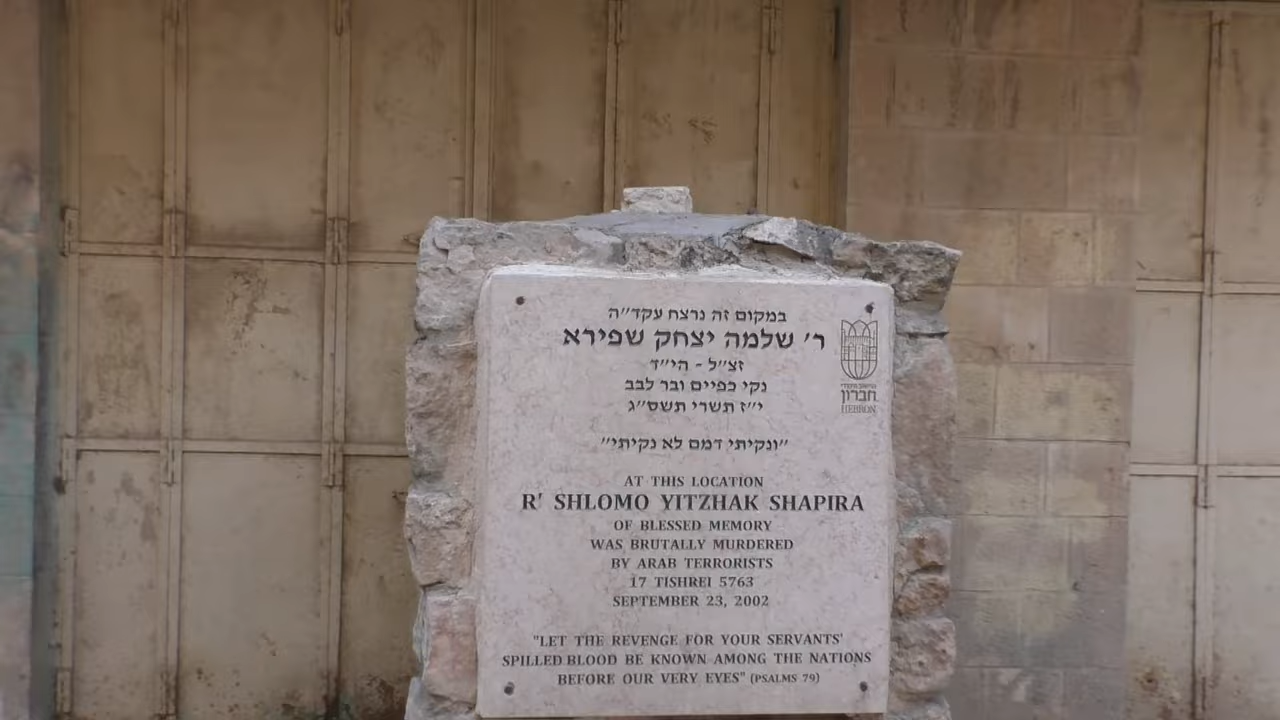 במקום זה נרצח עקד״ה
ר׳ שלמה יצחק שפירא
זצ״ל - הי״ד
נקי כפיים ובר לבב
י״ז תשרי תשס״ג
״ונקיתי דמם לא נקיתי״
חברון
HEBRON
AT THIS LOCATION
R' SHLOMO YITZHAK SHAPIRA
OF BLESSED MEMORY
WAS BRUTALLY MURDERED
BY ARAB TERRORISTS
17 TISHREI 5763
SEPTEMBER 23, 2002
"LET THE REVENGE FOR YOUR SERVANTS'
SPILLED BLOOD BE KNOWN AMONG THE NATIONS
BEFORE OUR VERY EYES" (PSALMS 79)